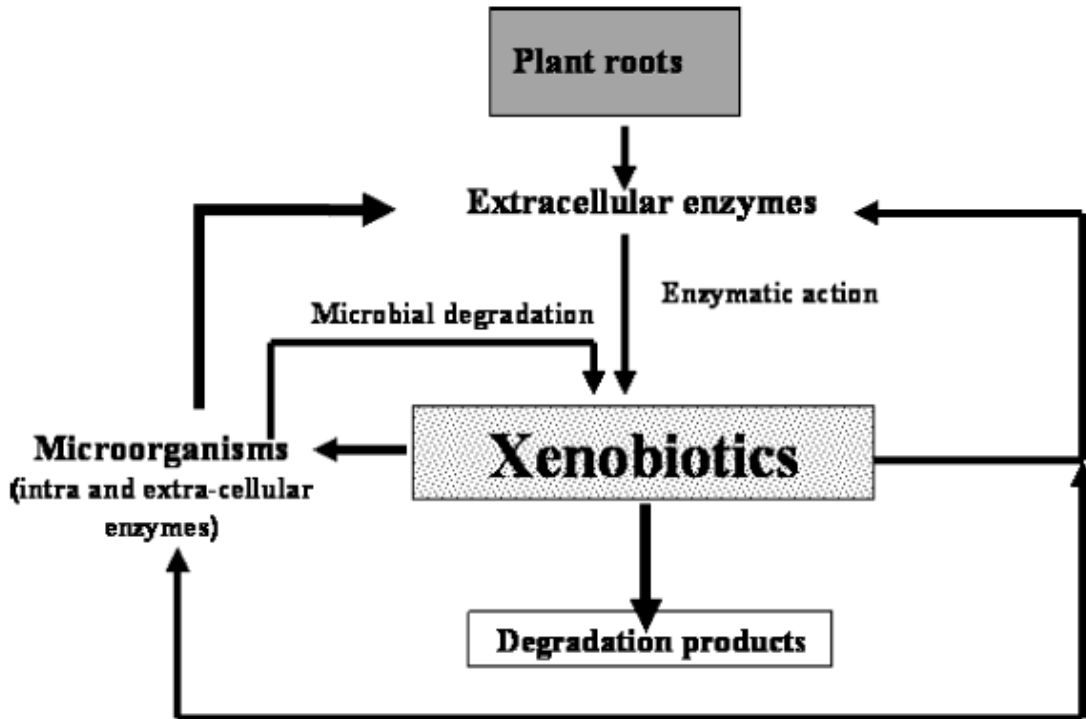 Plant roots
Extracellular enzymes
Enzymatic action
Microbial degradation
Xenobiotics
Microorganisms
(intra and extra-cellular
enzymes)
Degradation products